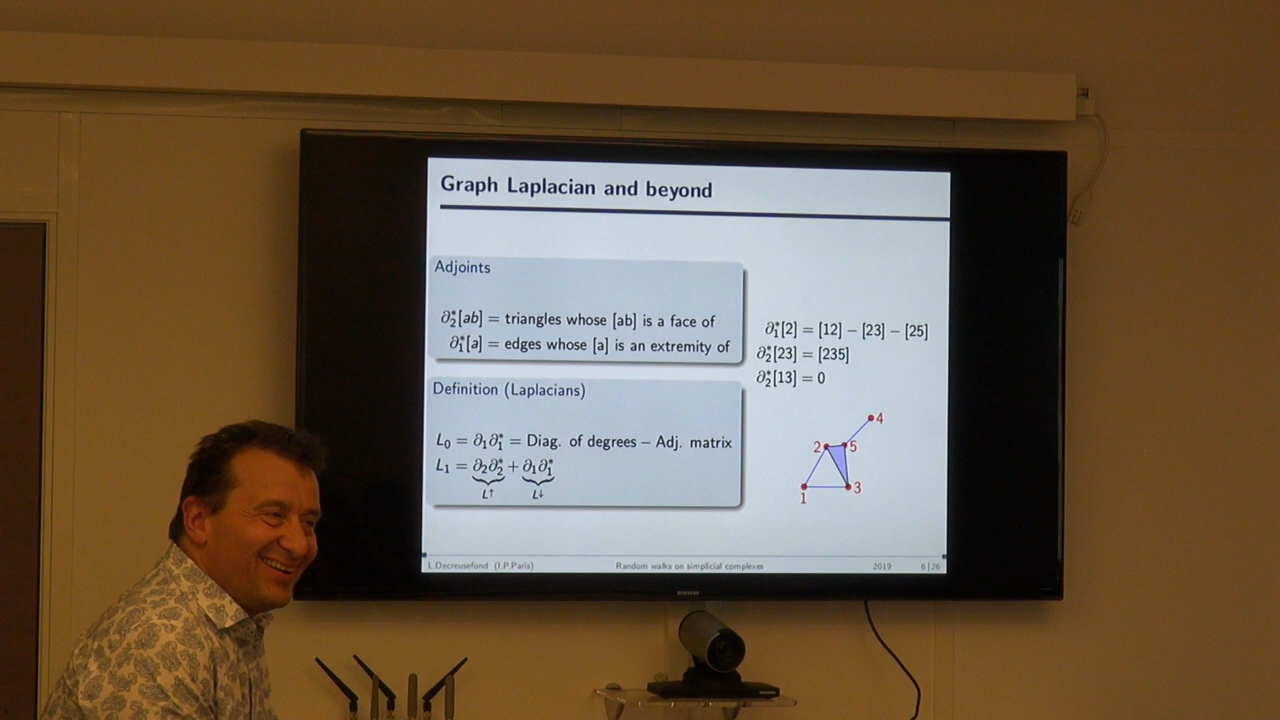 Graph Laplacian and beyond
Adjoints
∂₂*[ab] = triangles whose [ab] is a face of
∂₁*[a] = edges whose [a] is an extremity of
Definition (Laplacians)
L₀ = ∂₁∂₁* = Diag. of degrees − Adj. matrix
L₁ = ∂₂∂₂* + ∂₁∂₁*
L↑ L↓
∂₁*[2] = [12] − [23] − [25]
∂₂*[23] = [235]
∂₂*[13] = 0
4
2 5
3
1
L.Decreusefond (I.P.Paris) Random walks on simplicial complexes 2019 6|26
SAMSUNG